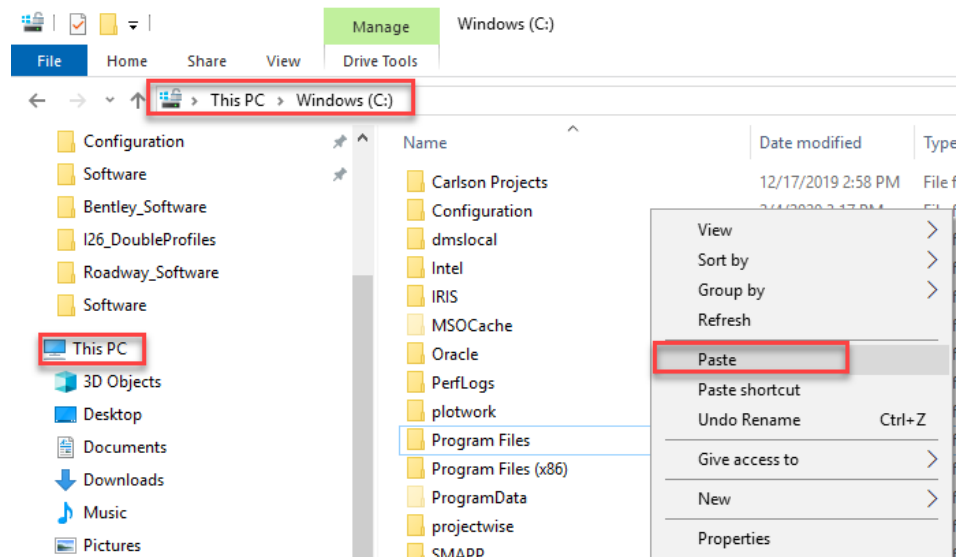 Manage
Windows (C:)
File
Home
Share
View
Drive Tools
This PC
Windows (C:)
Configuration
Software
Bentley_Software
I26_DoubleProfiles
Roadway_Software
Software
This PC
3D Objects
Desktop
Documents
Downloads
Music
Pictures
Name
Date modified
Type
Carlson Projects
12/17/2019 2:58 PM
File f
Configuration
dmslocal
Intel
IRIS
MSOCache
Oracle
PerfLogs
plotwork
Program Files
Program Files (x86)
ProgramData
projectwise
SMAPP
View
Sort by
Group by
Refresh
Paste
Paste shortcut
Undo Rename Ctrl+Z
Give access to
New
Properties